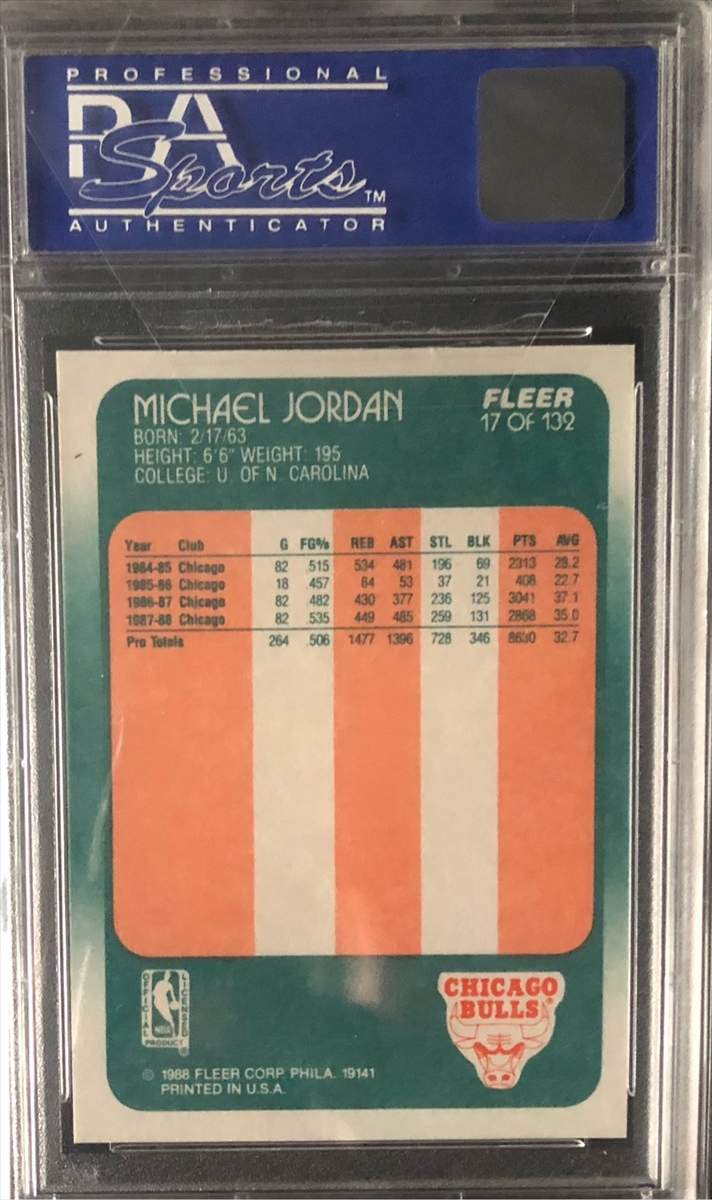 PROFESSIONAL
PSA
Sports ™
AUTHENTICATOR
MICHAEL JORDAN
FLEER
17 OF 132
BORN: 2/17/63
HEIGHT: 6'6" WEIGHT: 195
COLLEGE: U. OF N. CAROLINA
Year Club G FG% REB AST STL BLK PTS AVG
1984-85 Chicago 82 .515 534 481 196 69 2313 28.2
1985-86 Chicago 18 .457 64 53 37 21 408 22.7
1986-87 Chicago 82 .482 430 377 236 125 3041 37.1
1987-88 Chicago 82 .535 449 485 259 131 2868 35.0
Pro Totals 264 .506 1477 1396 728 346 8630 32.7
OFFICIAL LICENSED
NBA
PRODUCT ®
CHICAGO
BULLS ®
© 1988 FLEER CORP. PHILA. 19141
PRINTED IN U.S.A.